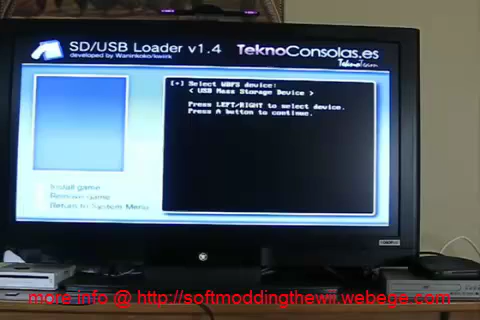 SD/USB Loader v1.4
TeknoConsolas.es
developed by Waninkoko/kwiirk
TeknoTeam
[+] Select WBFS device:
< USB Mass Storage Device >
Press LEFT/RIGHT to select device.
Press A button to continue.
Install game
Remove game
Return to System Menu
more info @ http://softmoddingthewii.webege.com